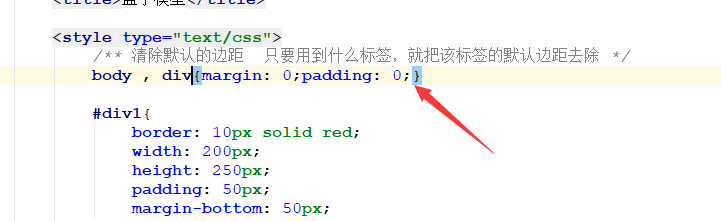 <title>盒子模型</title>
<style type="text/css">
/** 清除默认的边距 只要用到什么标签，就把该标签的默认边距去除 */
body , div{margin: 0;padding: 0;}
#div1{
border: 10px solid red;
width: 200px;
height: 250px;
padding: 50px;
margin-bottom: 50px;